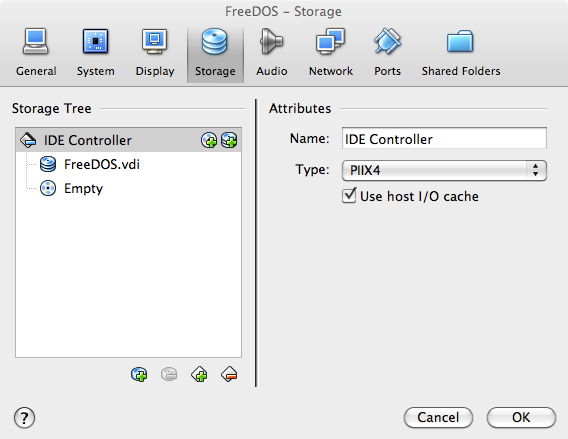 FreeDOS – Storage
General System Display Storage Audio Network Ports Shared Folders
Storage Tree
IDE Controller
FreeDOS.vdi
Empty
Attributes
Name: IDE Controller
Type: PIIX4
Use host I/O cache
?
Cancel OK